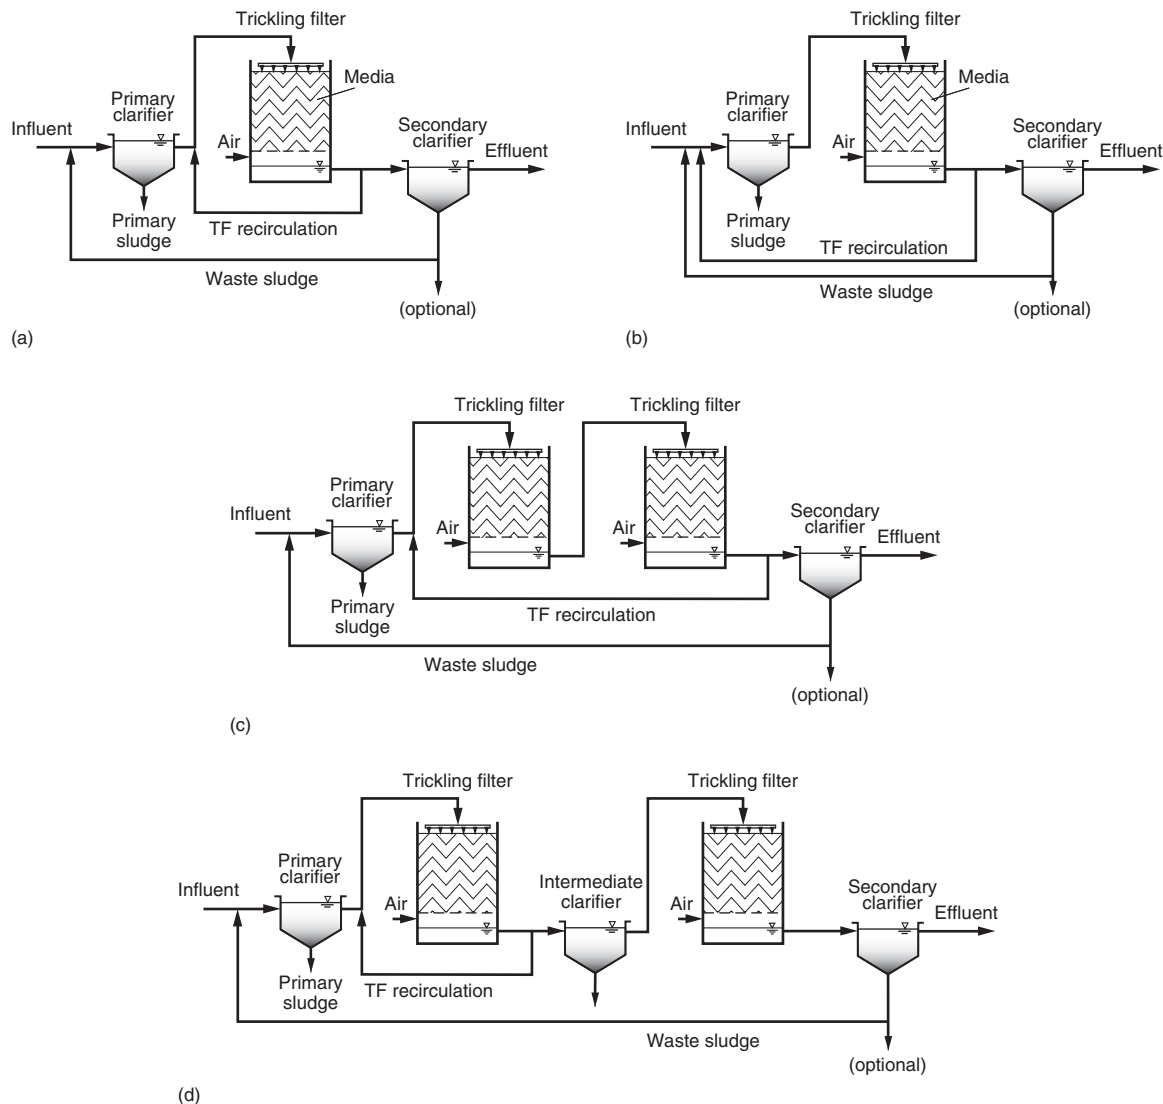 Trickling filter
Media
Primary
clarifier
Influent
Air
Secondary
clarifier
Effluent
Primary
sludge
TF recirculation
Waste sludge
(optional)
(a)
Trickling filter
Media
Primary
clarifier
Influent
Air
Secondary
clarifier
Effluent
Primary
sludge
TF recirculation
Waste sludge
(optional)
(b)
Trickling filter
Trickling filter
Primary
clarifier
Influent
Air
Air
Secondary
clarifier
Effluent
Primary
sludge
TF recirculation
Waste sludge
(optional)
(c)
Trickling filter
Trickling filter
Primary
clarifier
Influent
Air
Intermediate
clarifier
Air
Secondary
clarifier
Effluent
Primary
sludge
TF recirculation
Waste sludge
(optional)
(d)